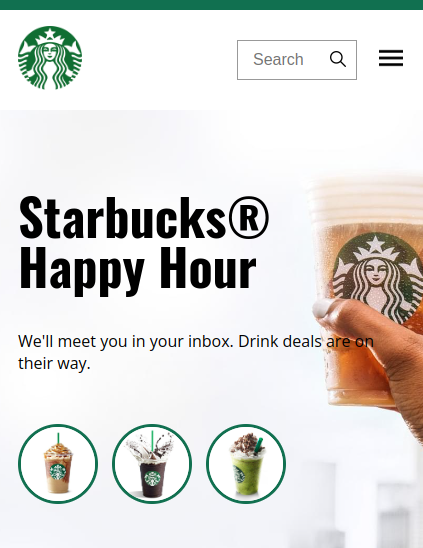 Search
Starbucks®
Happy Hour
We'll meet you in your inbox. Drink deals are on
their way.